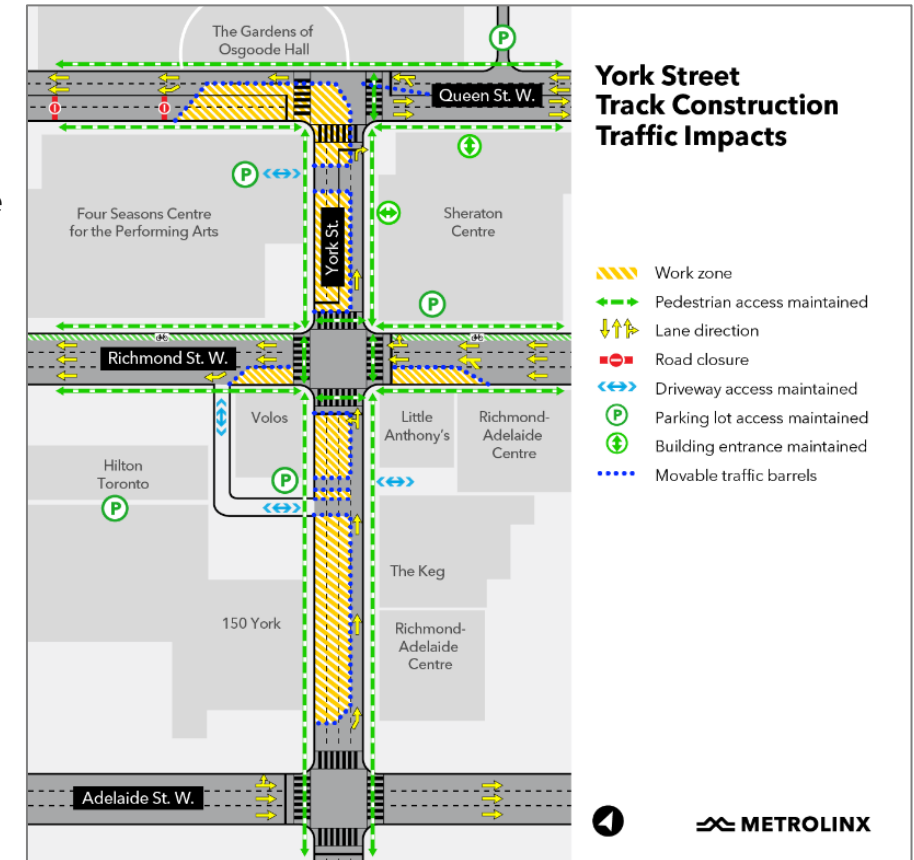 The Gardens of
Osgoode Hall
P
Queen St. W.
York Street
Track Construction
Traffic Impacts
P
Four Seasons Centre
for the Performing Arts
York St.
Sheraton
Centre
Work zone
Pedestrian access maintained
P
Lane direction
Richmond St. W.
Road closure
Driveway access maintained
P
Parking lot access maintained
Building entrance maintained
Movable traffic barrels
Volos
Little
Anthony's
Richmond-
Adelaide
Centre
Hilton
Toronto
P
P
The Keg
150 York
Richmond-
Adelaide
Centre
Adelaide St. W.
METROLINX